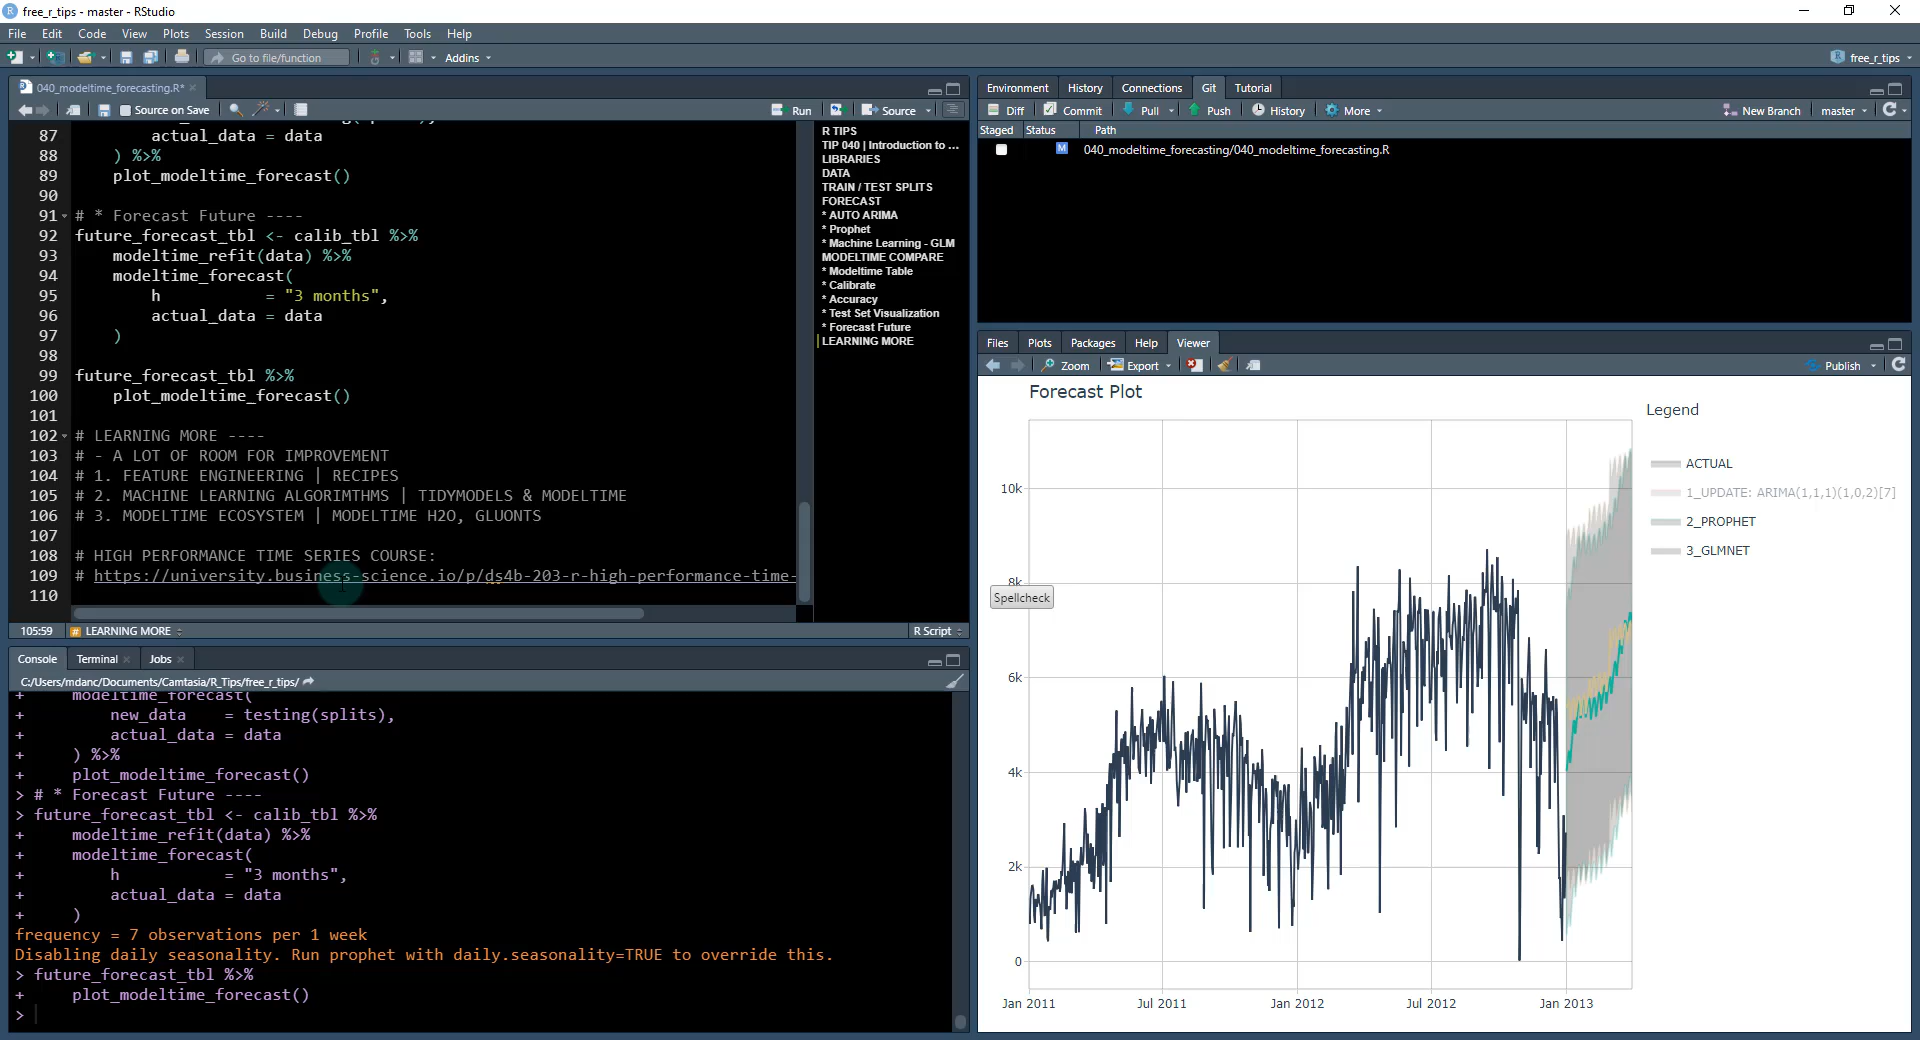 free_r_tips - master - RStudio
File Edit Code View Plots Session Build Debug Profile Tools Help
Go to file/function Addins free_r_tips
040_modeltime_forecasting.R*
Source on Save Run Source
87 actual_data = data
88 ) %>%
89 plot_modeltime_forecast()
90
91 # * Forecast Future ----
92 future_forecast_tbl <- calib_tbl %>%
93 modeltime_refit(data) %>%
94 modeltime_forecast(
95 h = "3 months",
96 actual_data = data
97 )
98
99 future_forecast_tbl %>%
100 plot_modeltime_forecast()
101
102 # LEARNING MORE ----
103 # - A LOT OF ROOM FOR IMPROVEMENT
104 # 1. FEATURE ENGINEERING | RECIPES
105 # 2. MACHINE LEARNING ALGORIMTHMS | TIDYMODELS & MODELTIME
106 # 3. MODELTIME ECOSYSTEM | MODELTIME H2O, GLUONTS
107
108 # HIGH PERFORMANCE TIME SERIES COURSE:
109 # https://university.business-science.io/p/ds4b-203-r-high-performance-time-
110
105:59 # LEARNING MORE R Script
R TIPS
TIP 040 | Introduction to ...
LIBRARIES
DATA
TRAIN / TEST SPLITS
FORECAST
* AUTO ARIMA
* Prophet
* Machine Learning - GLM
MODELTIME COMPARE
* Modeltime Table
* Calibrate
* Accuracy
* Test Set Visualization
* Forecast Future
LEARNING MORE
Console Terminal Jobs
C:/Users/mdanc/Documents/Camtasia/R_Tips/free_r_tips/
+ modeltime_forecast(
+ new_data = testing(splits),
+ actual_data = data
+ ) %>%
+ plot_modeltime_forecast()
> # * Forecast Future ----
> future_forecast_tbl <- calib_tbl %>%
+ modeltime_refit(data) %>%
+ modeltime_forecast(
+ h = "3 months",
+ actual_data = data
+ )
frequency = 7 observations per 1 week
Disabling daily seasonality. Run prophet with daily.seasonality=TRUE to override this.
> future_forecast_tbl %>%
+ plot_modeltime_forecast()
>
Environment History Connections Git Tutorial
Diff Commit Pull Push History More New Branch master
Staged Status Path
M 040_modeltime_forecasting/040_modeltime_forecasting.R
Files Plots Packages Help Viewer
Zoom Export Publish
Forecast Plot
Legend
ACTUAL
1_UPDATE: ARIMA(1,1,1)(1,0,2)[7]
2_PROPHET
3_GLMNET
10k
8k
Spellcheck
6k
4k
2k
0
Jan 2011 Jul 2011 Jan 2012 Jul 2012 Jan 2013